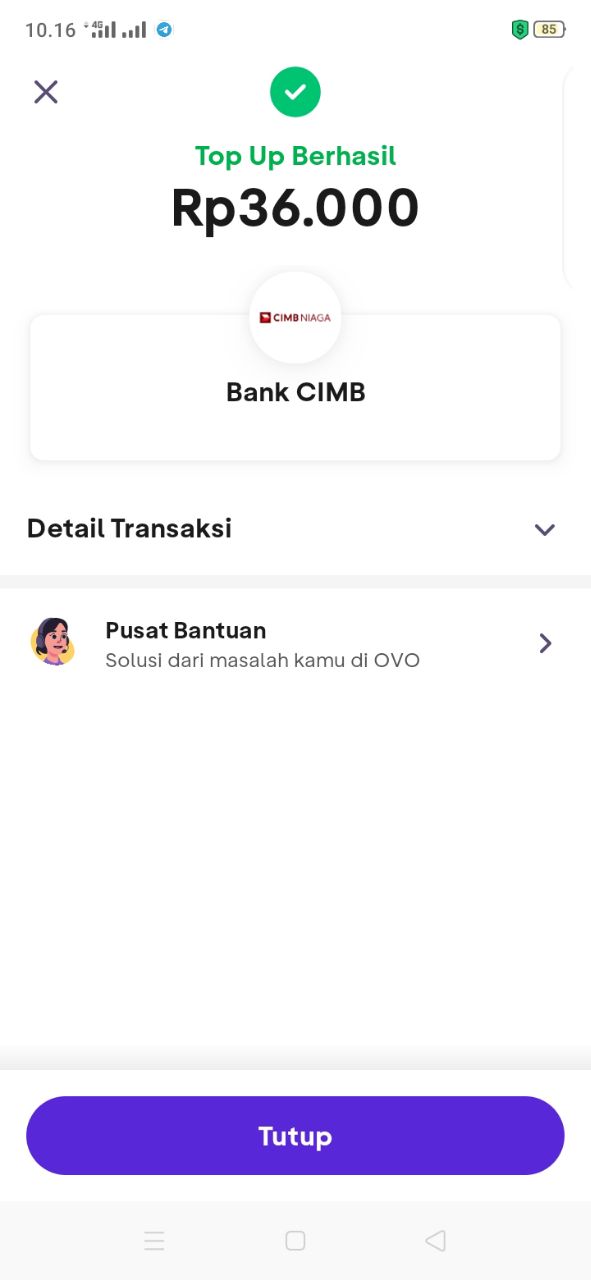 10.16 4G 85
Top Up Berhasil
Rp36.000
CIMB NIAGA
Bank CIMB
Detail Transaksi
Pusat Bantuan
Solusi dari masalah kamu di OVO
Tutup